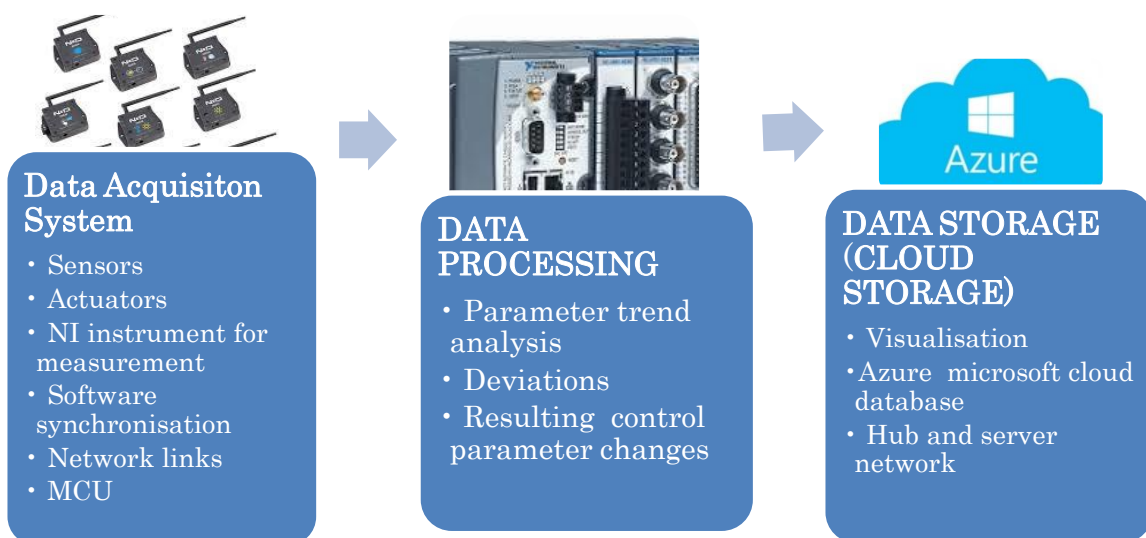 Data Acquisiton
System
· Sensors
· Actuators
· NI instrument for
measurement
· Software
synchronisation
· Network links
· MCU
DATA
PROCESSING
· Parameter trend
analysis
· Deviations
· Resulting control
parameter changes
Azure
DATA STORAGE
(CLOUD
STORAGE)
· Visualisation
·Azure microsoft cloud
database
· Hub and server
network